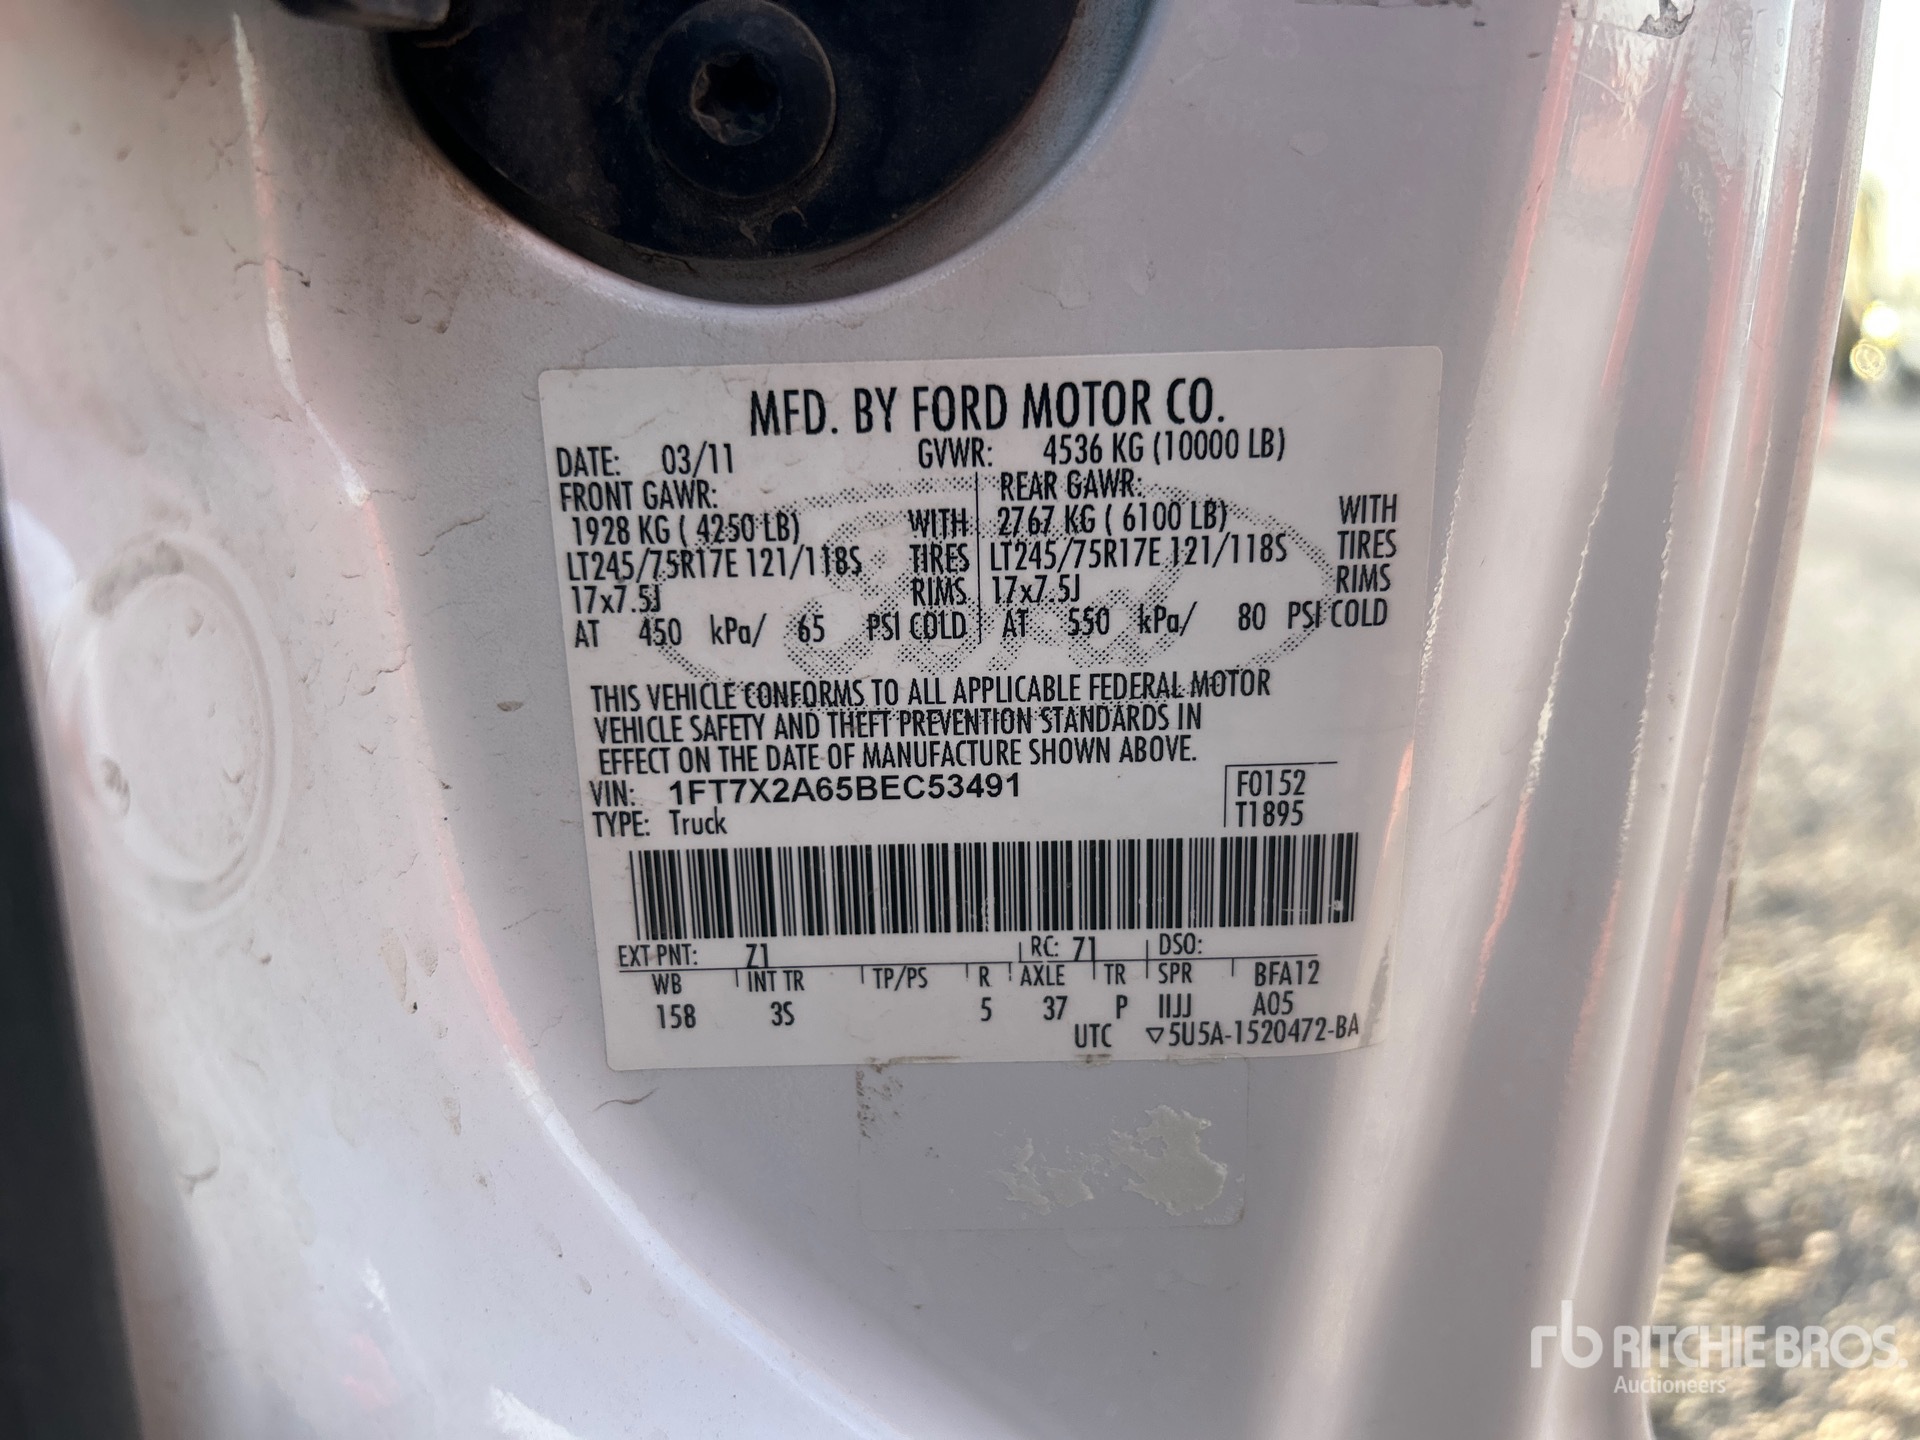 MFD. BY FORD MOTOR CO.
DATE: 03/11 GVWR: 4536 KG (10000 LB)
FRONT GAWR: REAR GAWR:
1928 KG ( 4250 LB) WITH 2767 KG ( 6100 LB) WITH
LT245/75R17E 121/118S TIRES LT245/75R17E 121/118S TIRES
17x7.5J RIMS 17x7.5J RIMS
AT 450 kPa/ 65 PSI COLD AT 550 kPa/ 80 PSI COLD
THIS VEHICLE CONFORMS TO ALL APPLICABLE FEDERAL MOTOR
VEHICLE SAFETY AND THEFT PREVENTION STANDARDS IN
EFFECT ON THE DATE OF MANUFACTURE SHOWN ABOVE.
VIN: 1FT7X2A65BEC53491 F0152
TYPE: Truck T1895
EXT PNT: Z1 RC: 71 DSO:
WB INT TR TP/PS R AXLE TR SPR BFA12
158 3S 5 37 P IIJJ A05
UTC ▽5U5A-1520472-BA
rb RITCHIE BROS.
Auctioneers